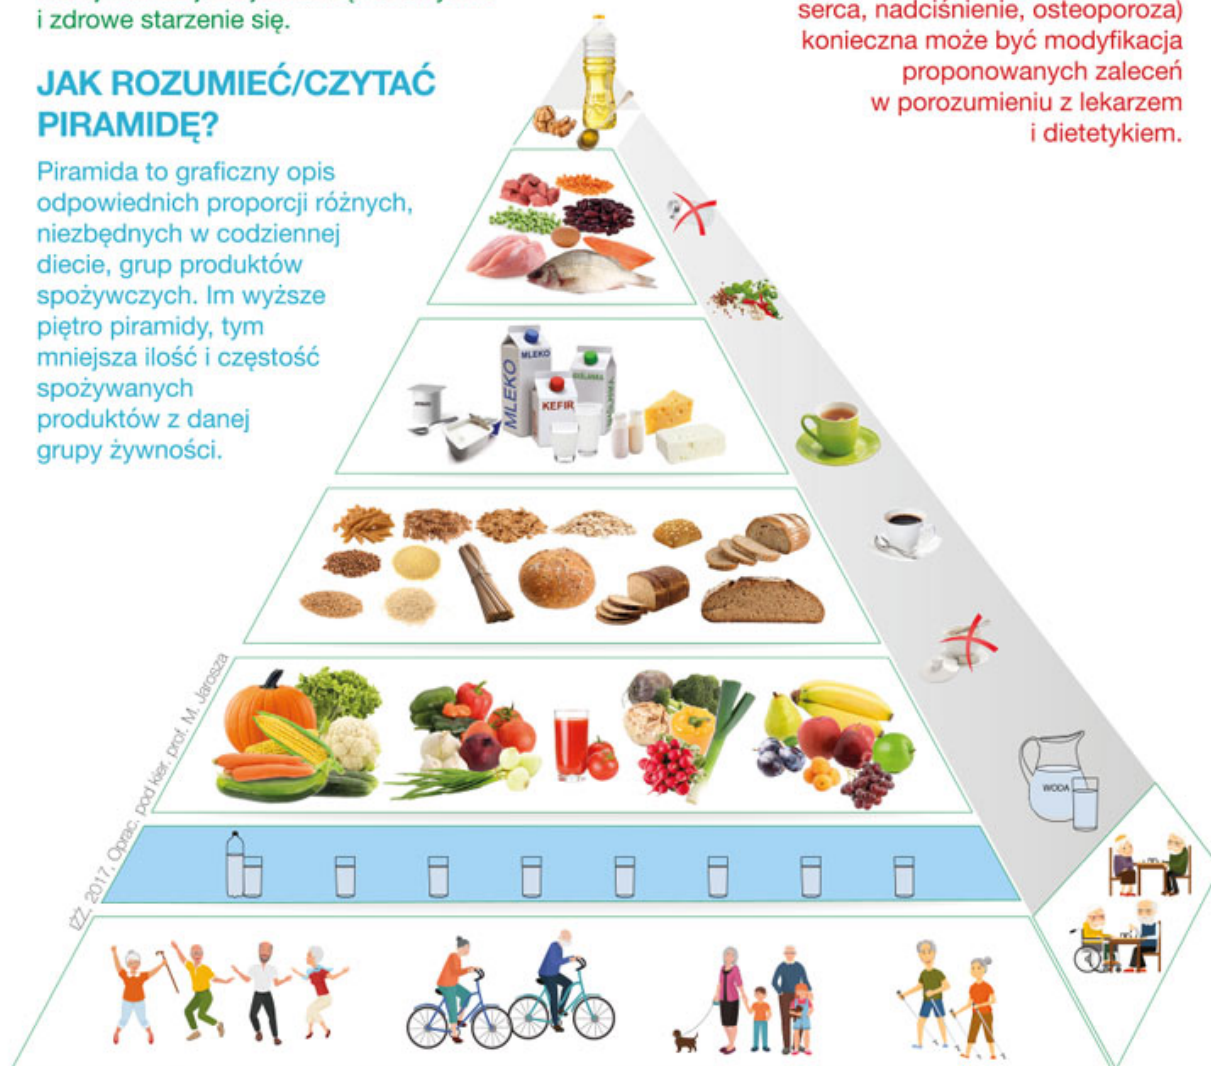 i zdrowe starzenie się.
JAK ROZUMIEĆ/CZYTAĆ
PIRAMIDĘ?
Piramida to graficzny opis
odpowiednich proporcji różnych,
niezbędnych w codziennej
diecie, grup produktów
spożywczych. Im wyższe
piętro piramidy, tym
mniejsza ilość i częstość
spożywanych
produktów z danej
grupy żywności.
serca, nadciśnienie, osteoporoza)
konieczna może być modyfikacja
proponowanych zaleceń
w porozumieniu z lekarzem
i dietetykiem.
MLEKO
MLEKO
KEFIR
WODA
IŻŻ, 2017, Oprac. pod kier. prof. M. Jarosza